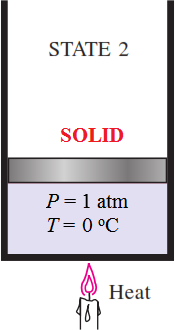 STATE 2
SOLID
P = 1 atm
T = 0 ºC
Heat